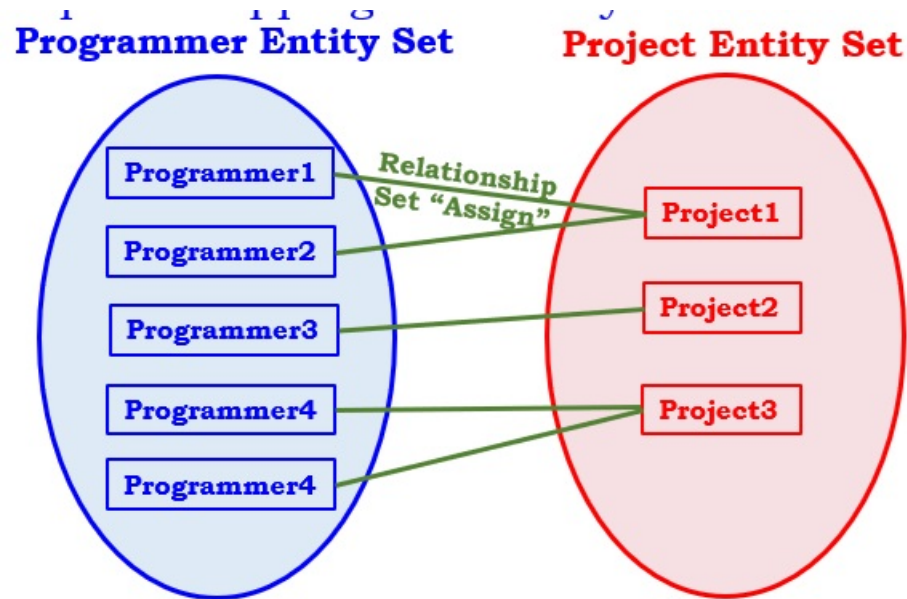 Programmer Entity Set
Project Entity Set
Programmer1
Programmer2
Programmer3
Programmer4
Programmer4
Relationship
Set “Assign”
Project1
Project2
Project3